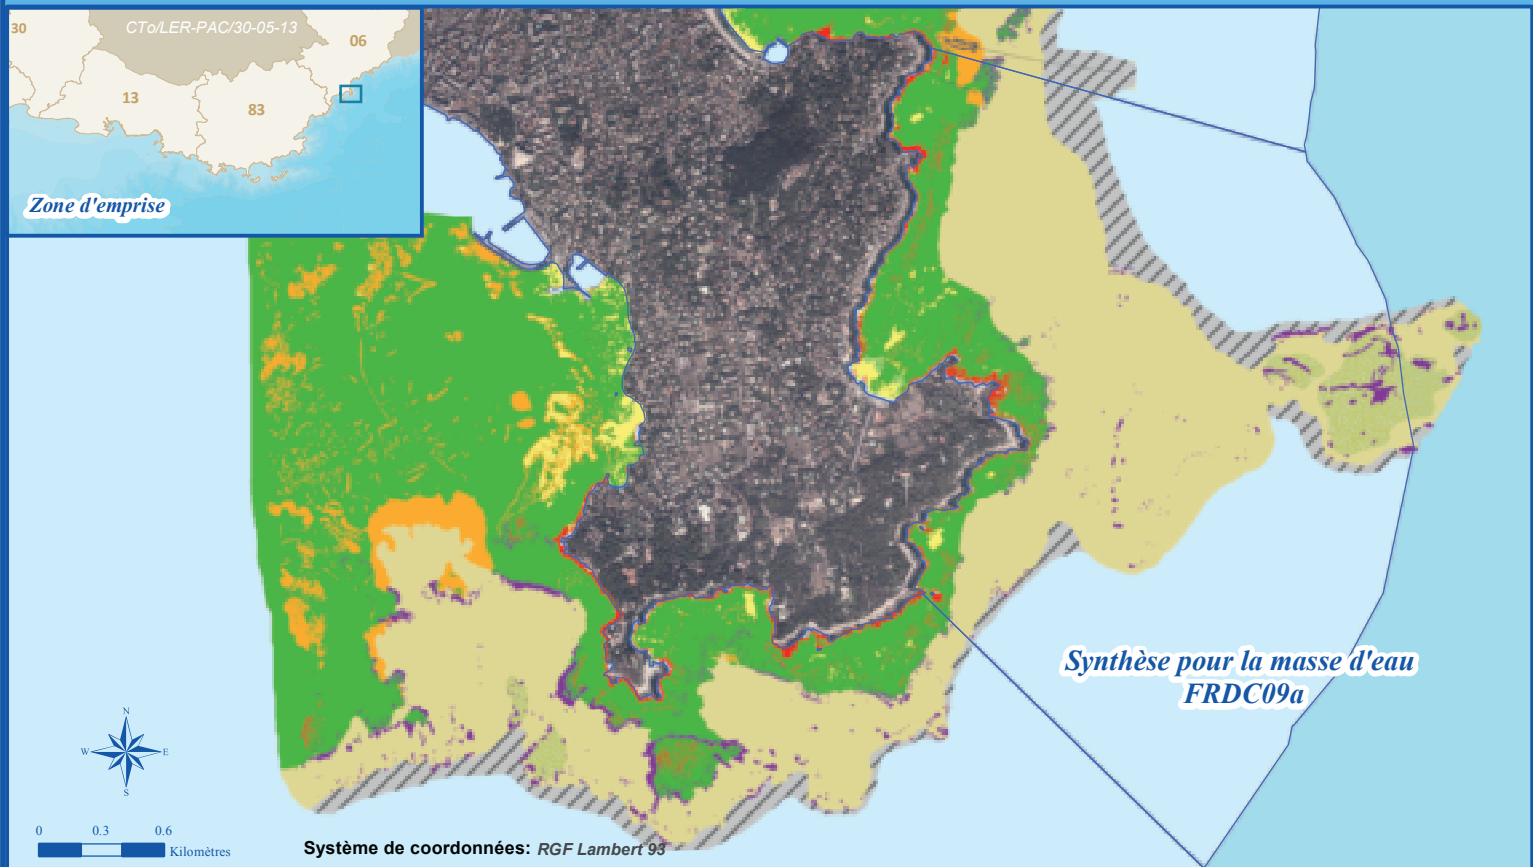 CTo/LER-PAC/30-05-13
30
06
13
83
Zone d'emprise
Synthèse pour la masse d'eau
FRDC09a
N
W
E
S
0 0.3 0.6
Kilomètres
Système de coordonnées: RGF Lambert 93